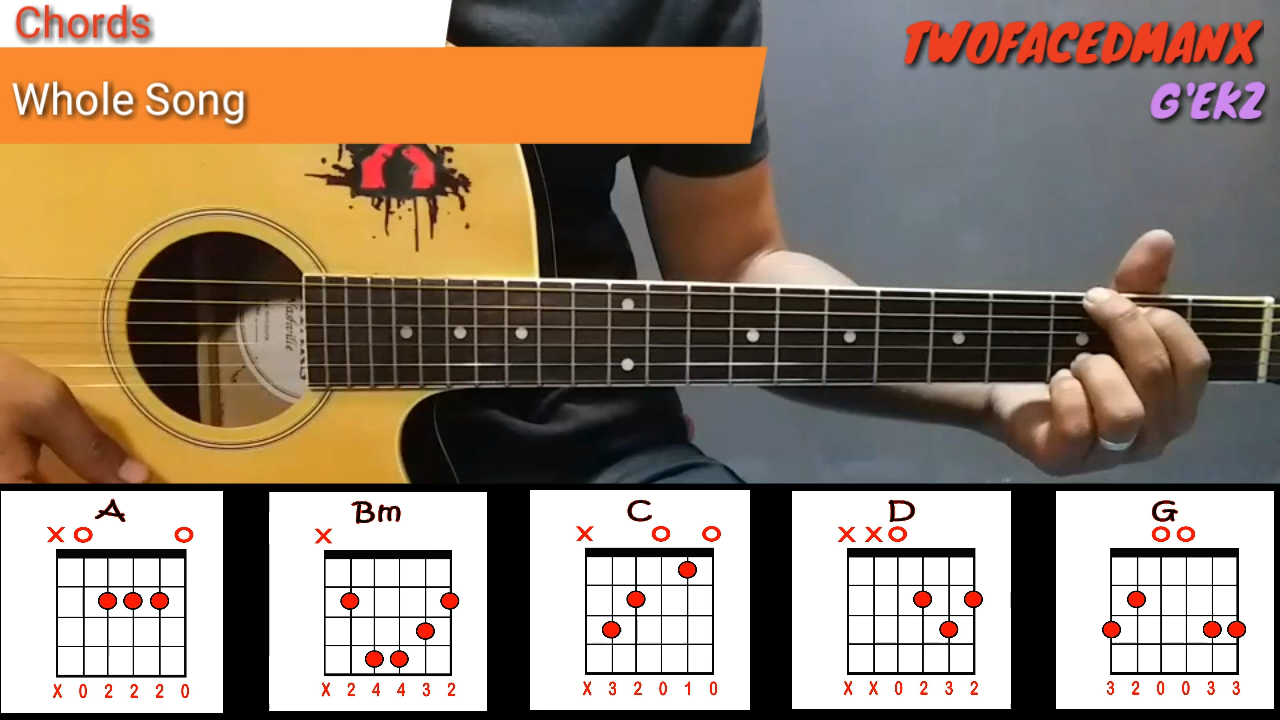 Chords
Whole Song
TWOFACEDMANX
G'EKZ
Nashville
A
X O O
X 0 2 2 2 0
Bm
X
X 2 4 4 3 2
C
X O O
X 3 2 0 1 0
D
X X O
X X 0 2 3 2
G
O O
3 2 0 0 3 3